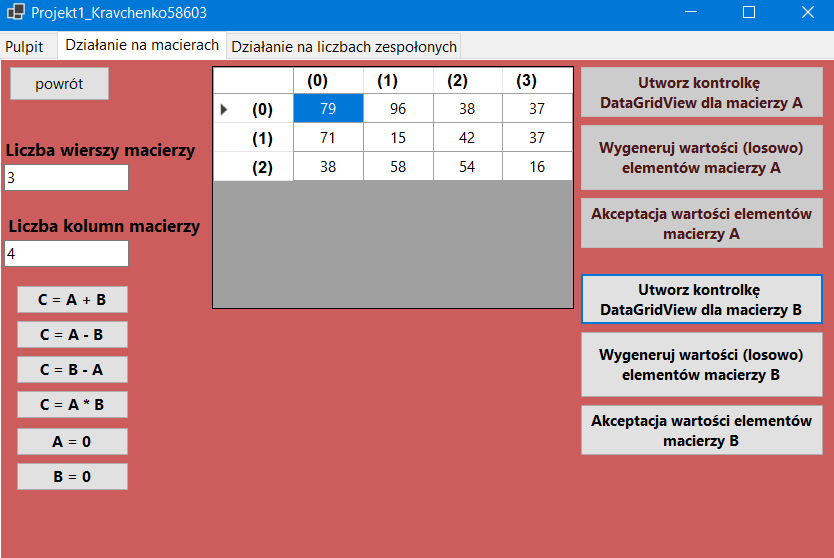 Projekt1_Kravchenko58603
Pulpit Działanie na macierach Działanie na liczbach zespołonych
powrót
Liczba wierszy macierzy
3
Liczba kolumn macierzy
4
C = A + B
C = A - B
C = B - A
C = A * B
A = 0
B = 0
(0) (1) (2) (3)
(0) 79 96 38 37
(1) 71 15 42 37
(2) 38 58 54 16
Utworz kontrolkę
DataGridView dla macierzy A
Wygeneruj wartości (losowo)
elementów macierzy A
Akceptacja wartości elementów
macierzy A
Utworz kontrolkę
DataGridView dla macierzy B
Wygeneruj wartości (losowo)
elementów macierzy B
Akceptacja wartości elementów
macierzy B